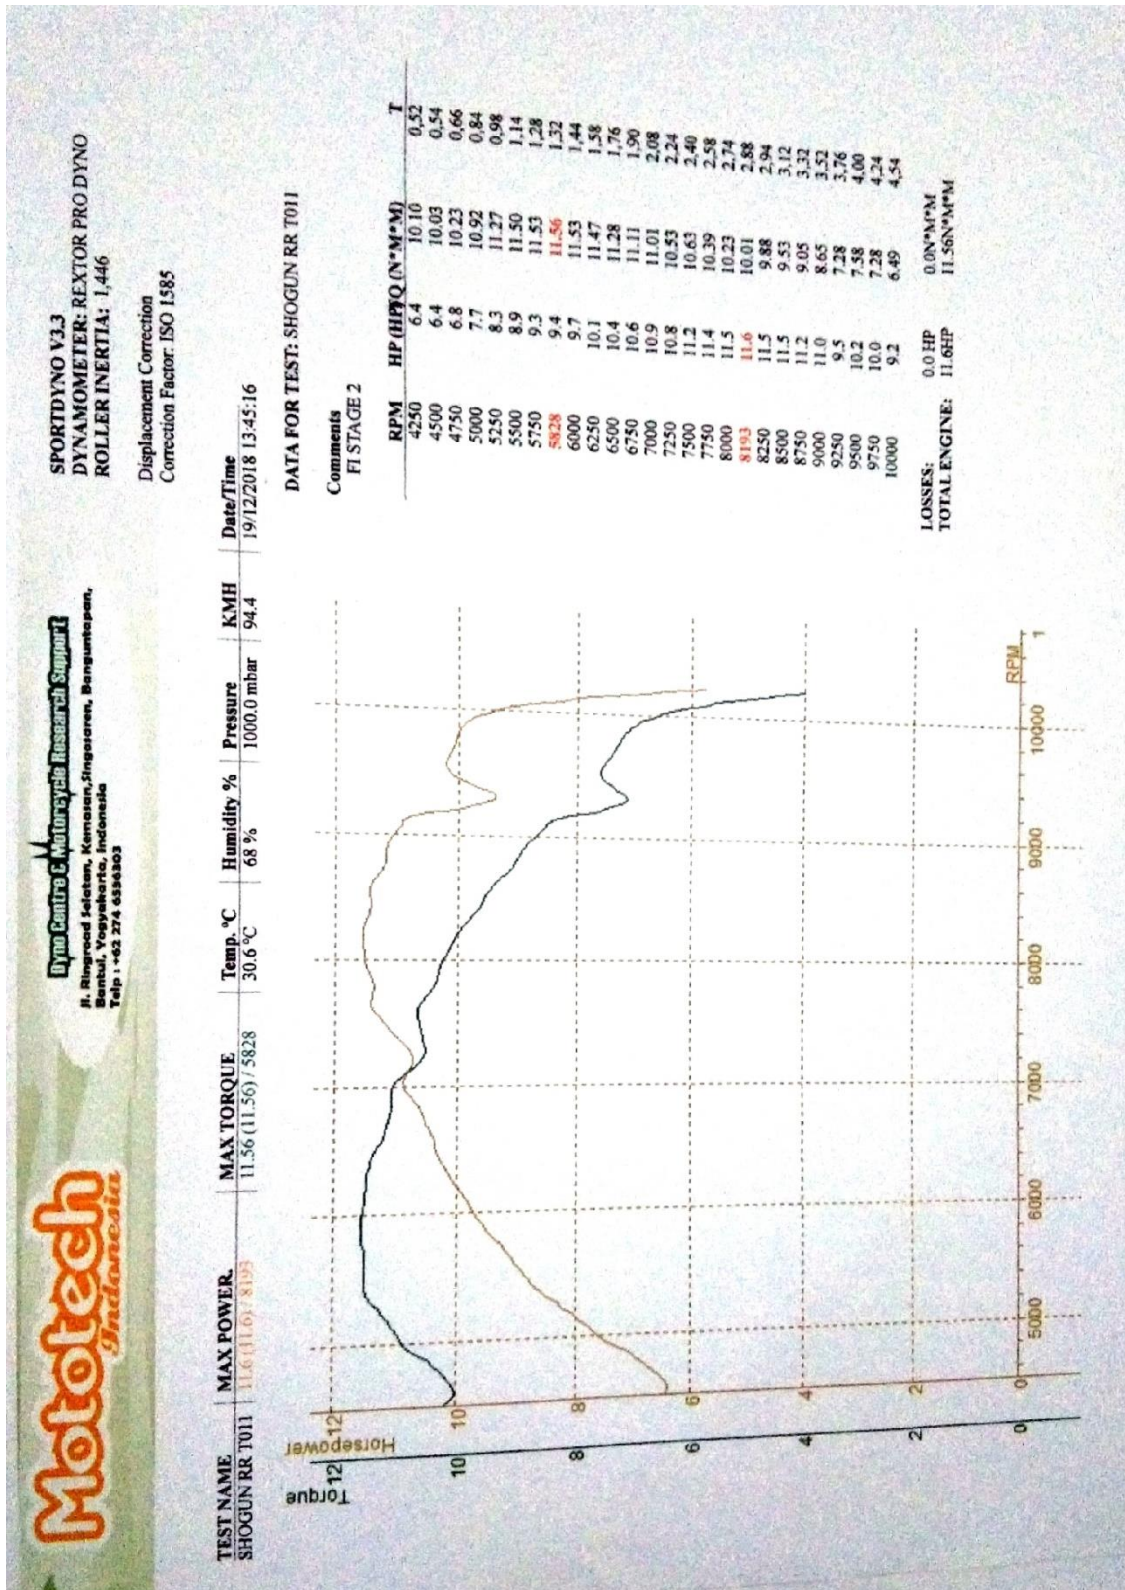 Mototech
Indonesia
Dyno Centre & Motorcycle Research Support
Jl. Ringroad Selatan, Kemasan,Singosaren, Banguntapan,
Bantul, Yogyakarta, Indonesia
Telp : +62 274 6536303
SPORTDYNO V3.3
DYNAMOMETER: REXTOR PRO DYNO
ROLLER INERTIA: 1,446
Displacement Correction
Correction Factor: ISO 1585
TEST NAME MAX POWER. MAX TORQUE Temp. ºC Humidity % Pressure KMH Date/Time
SHOGUN RR T011 11.6 (11.6) / 8193 11.56 (11.56) / 5828 30.6 ºC 68 % 1000.0 mbar 94.4 19/12/2018 13:45:16
Torque
Horsepower
12 12
10 10
8 8
6 6
4 4
2 2
0 0
5000 6000 7000 8000 9000 10000 1
RPM
DATA FOR TEST: SHOGUN RR T011
Comments
FI STAGE 2
RPM HP (HP) TQ (N*M*M) T
4250 6.4 10.10 0,52
4500 6.4 10.03 0,54
4750 6.8 10.23 0,66
5000 7.7 10.92 0,84
5250 8.3 11.27 0,98
5500 8.9 11.50 1,14
5750 9.3 11.53 1,28
5828 9.4 11.56 1,32
6000 9.7 11.53 1,44
6250 10.1 11.47 1,58
6500 10.4 11.28 1,76
6750 10.6 11.11 1,90
7000 10.9 11.01 2,08
7250 10.8 10.53 2,24
7500 11.2 10.63 2,40
7750 11.4 10.39 2,58
8000 11.5 10.23 2,74
8193 11.6 10.01 2,88
8250 11.5 9.88 2,94
8500 11.5 9.53 3,12
8750 11.2 9.05 3,32
9000 11.0 8.65 3,52
9250 9.5 7.28 3,76
9500 10.2 7.58 4,00
9750 10.0 7.28 4,24
10000 9.2 6.49 4,54
LOSSES: 0.0 HP 0.0N*M*M
TOTAL ENGINE: 11.6HP 11.56N*M*M